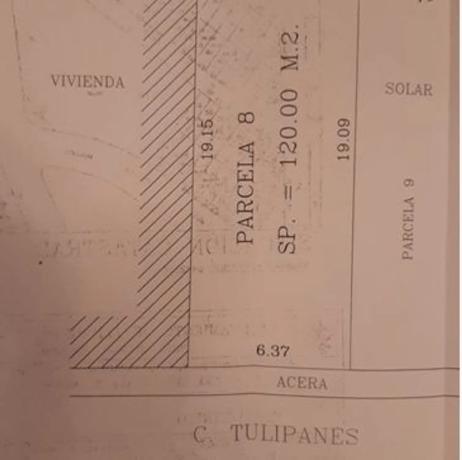 VIVIENDA
19.15
PARCELA 8
SP. = 120.00 M.2.
19.09
SOLAR
PARCELA 9
6.37
ACERA
C. TULIPANES